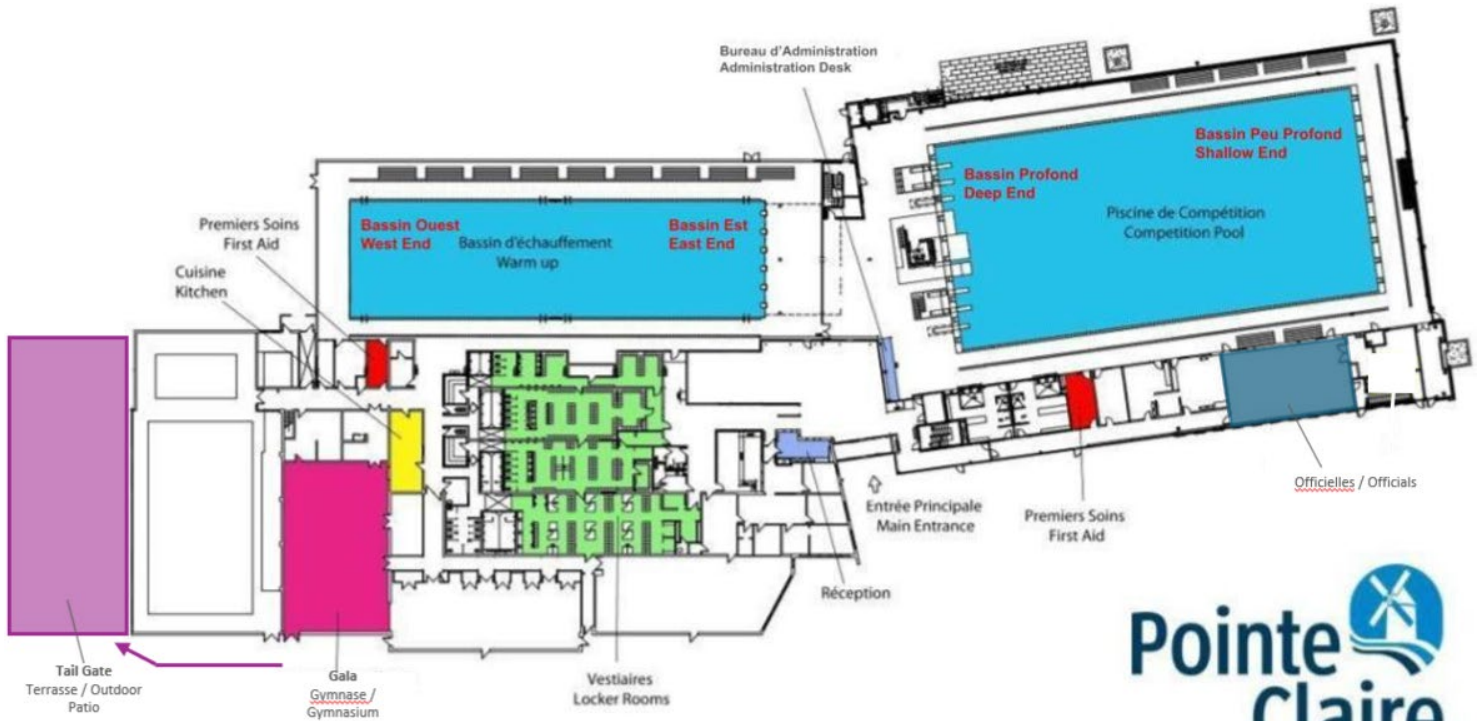 Bureau d'Administration
Administration Desk
Bassin Peu Profond
Shallow End
Bassin Profond
Deep End
Piscine de Compétition
Competition Pool
Premiers Soins
First Aid
Bassin Ouest
West End
Bassin d'échauffement
Warm up
Bassin Est
East End
Cuisine
Kitchen
Entrée Principale
Main Entrance
Officielles / Officials
Premiers Soins
First Aid
Réception
Tail Gate
Terrasse / Outdoor
Patio
Gala
Gymnase /
Gymnasium
Vestiaires
Locker Rooms
Pointe
Claire